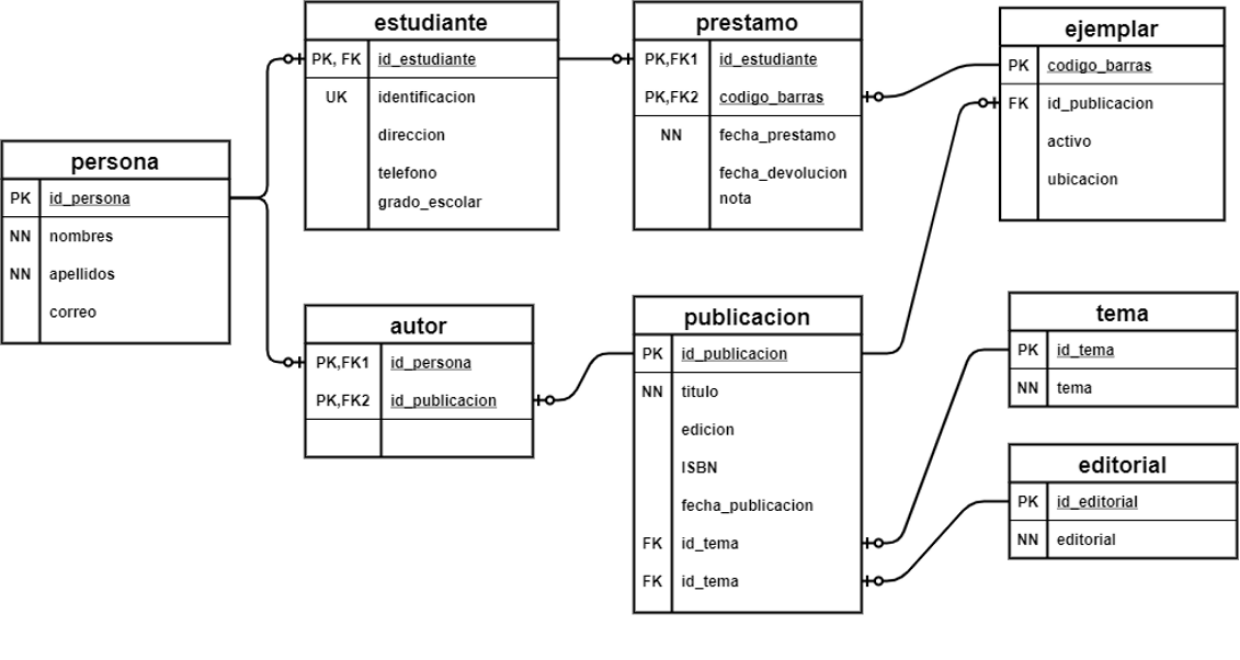 estudiante
PK, FK id_estudiante
UK identificacion
direccion
telefono
grado_escolar
prestamo
PK,FK1 id_estudiante
PK,FK2 codigo_barras
NN fecha_prestamo
fecha_devolucion
nota
ejemplar
PK codigo_barras
FK id_publicacion
activo
ubicacion
persona
PK id_persona
NN nombres
NN apellidos
correo
autor
PK,FK1 id_persona
PK,FK2 id_publicacion
publicacion
PK id_publicacion
NN titulo
edicion
ISBN
fecha_publicacion
FK id_tema
FK id_tema
tema
PK id_tema
NN tema
editorial
PK id_editorial
NN editorial